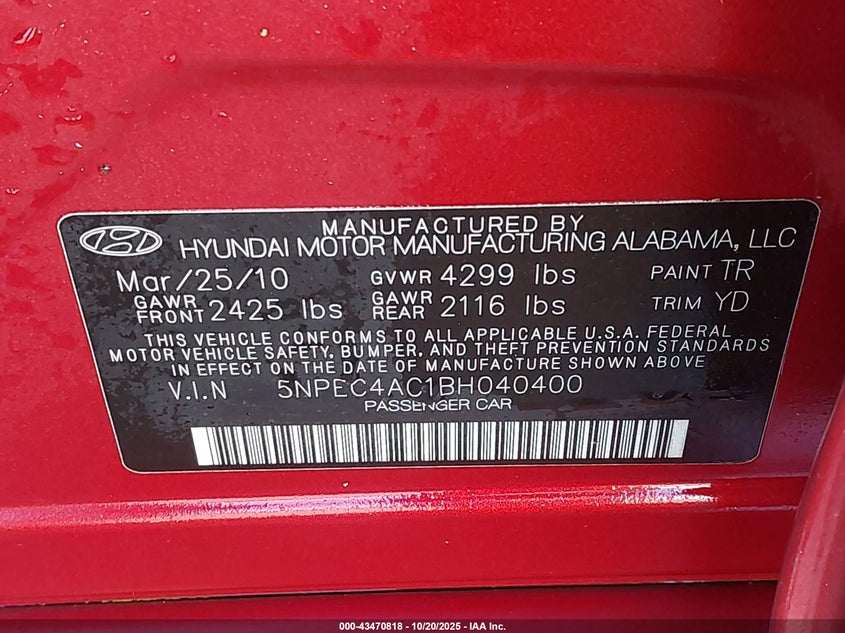 MANUFACTURED BY
HYUNDAI MOTOR MANUFACTURING ALABAMA, LLC
Mar/25/10 GVWR 4299 lbs PAINT TR
GAWR FRONT 2425 lbs GAWR REAR 2116 lbs TRIM YD
THIS VEHICLE CONFORMS TO ALL APPLICABLE U.S.A. FEDERAL
MOTOR VEHICLE SAFETY, BUMPER, AND THEFT PREVENTION STANDARDS
IN EFFECT ON THE DATE OF MANUFACTURE SHOWN ABOVE
V.I.N 5NPEC4AC1BH040400
PASSENGER CAR
000-43470818 - 10/20/2025 - IAA Inc.